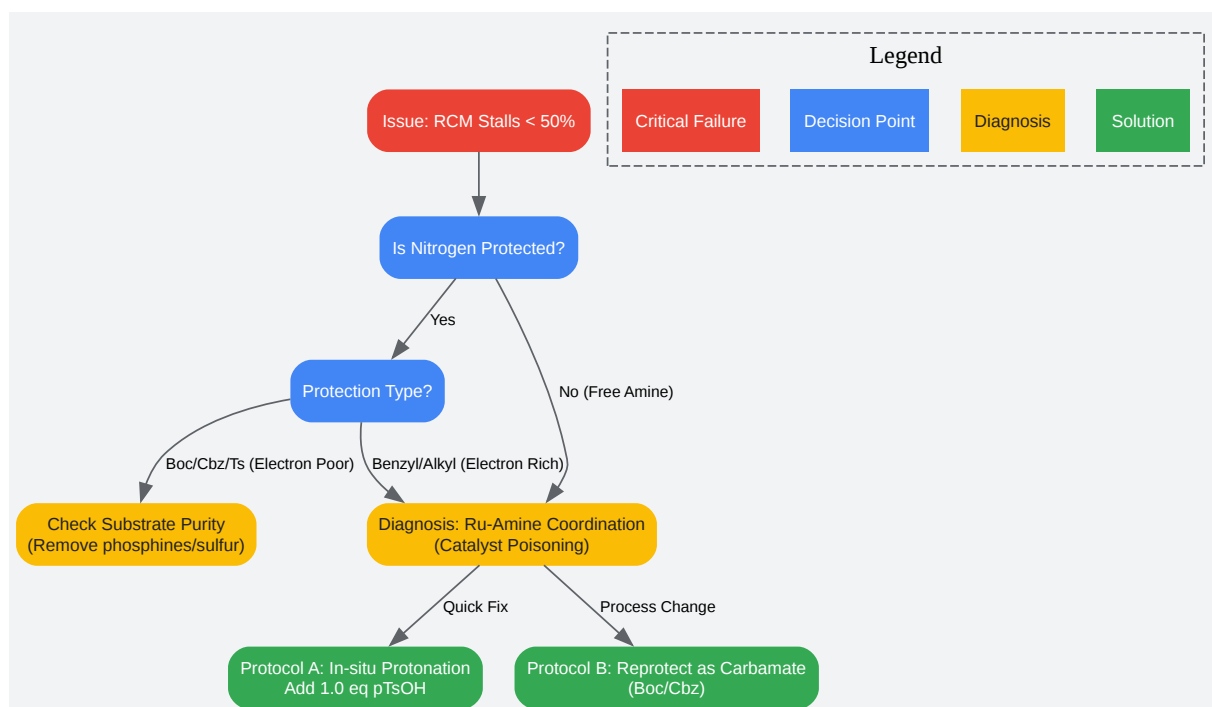 Legend
Critical Failure
Decision Point
Diagnosis
Solution
Issue: RCM Stalls < 50%
Is Nitrogen Protected?
Yes
No (Free Amine)
Protection Type?
Boc/Cbz/Ts (Electron Poor)
Benzyl/Alkyl (Electron Rich)
Check Substrate Purity
(Remove phosphines/sulfur)
Diagnosis: Ru-Amine Coordination
(Catalyst Poisoning)
Quick Fix
Process Change
Protocol A: In-situ Protonation
Add 1.0 eq pTsOH
Protocol B: Reprotect as Carbamate
(Boc/Cbz)